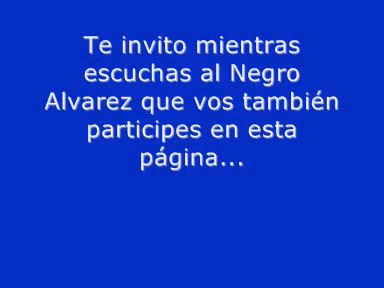 Te invito mientras
escuchas al Negro
Alvarez que vos también
participes en esta
página...